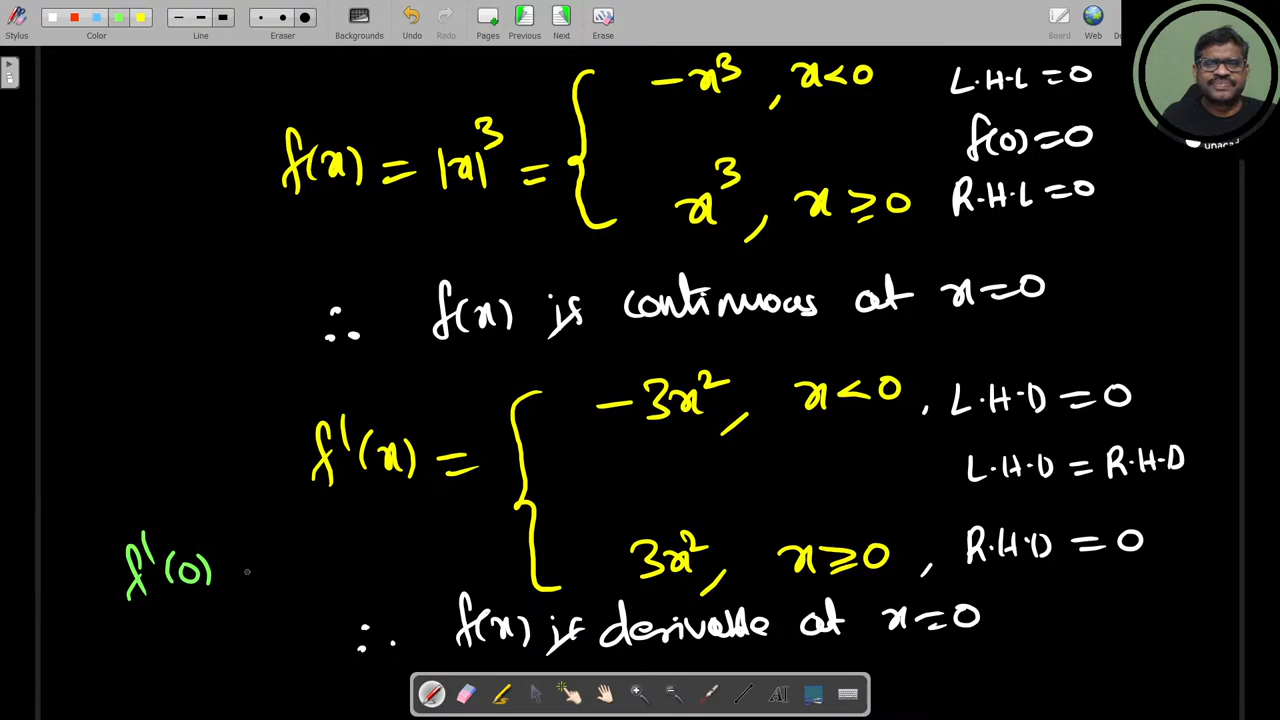 Stylus Color Line Eraser Backgrounds Undo Redo Pages Previous Next Erase Board Web
f(x) = |x|³ = { -x³, x<0
x³, x ≥ 0
L.H.L = 0
f(0) = 0
R.H.L = 0
∴ f(x) is continuous at x=0
f'(x) = { -3x², x<0, L.H.D = 0
L.H.D = R.H.D
3x², x≥0, R.H.D = 0
f'(0)
∴ f(x) is derivable at x=0